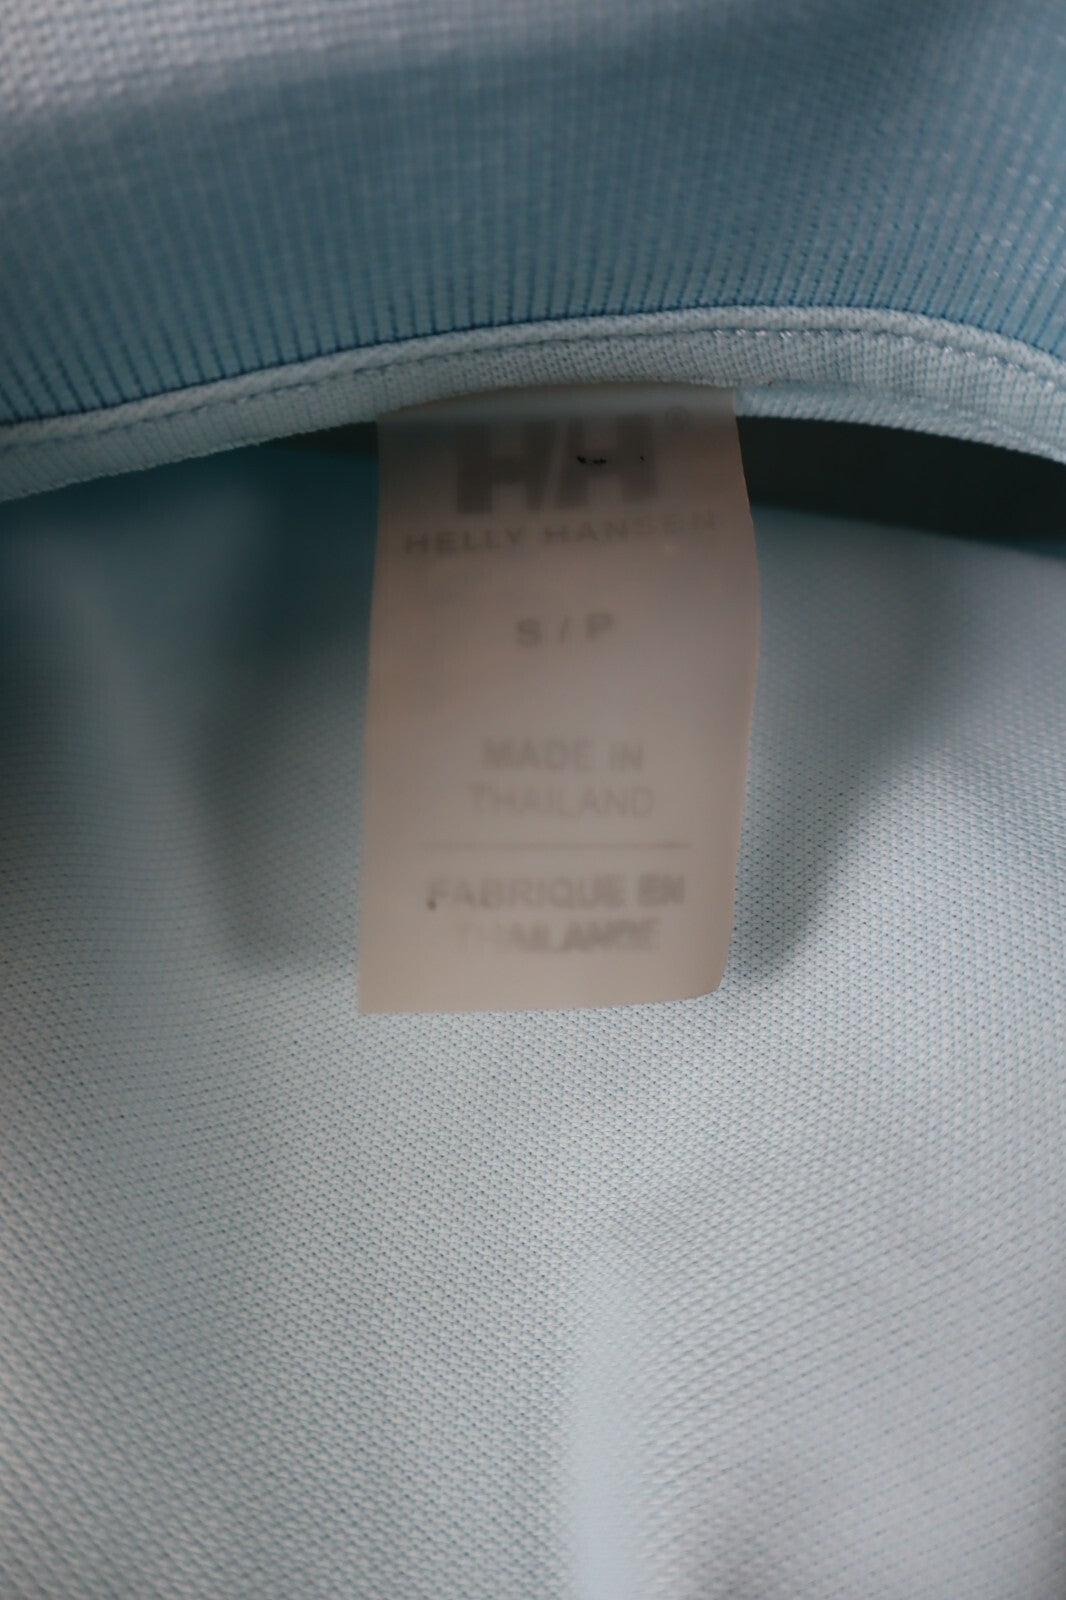 HH®
HELLY HANSEN
S / P
MADE IN
THAILAND
FABRIQUE EN
THAILANDE